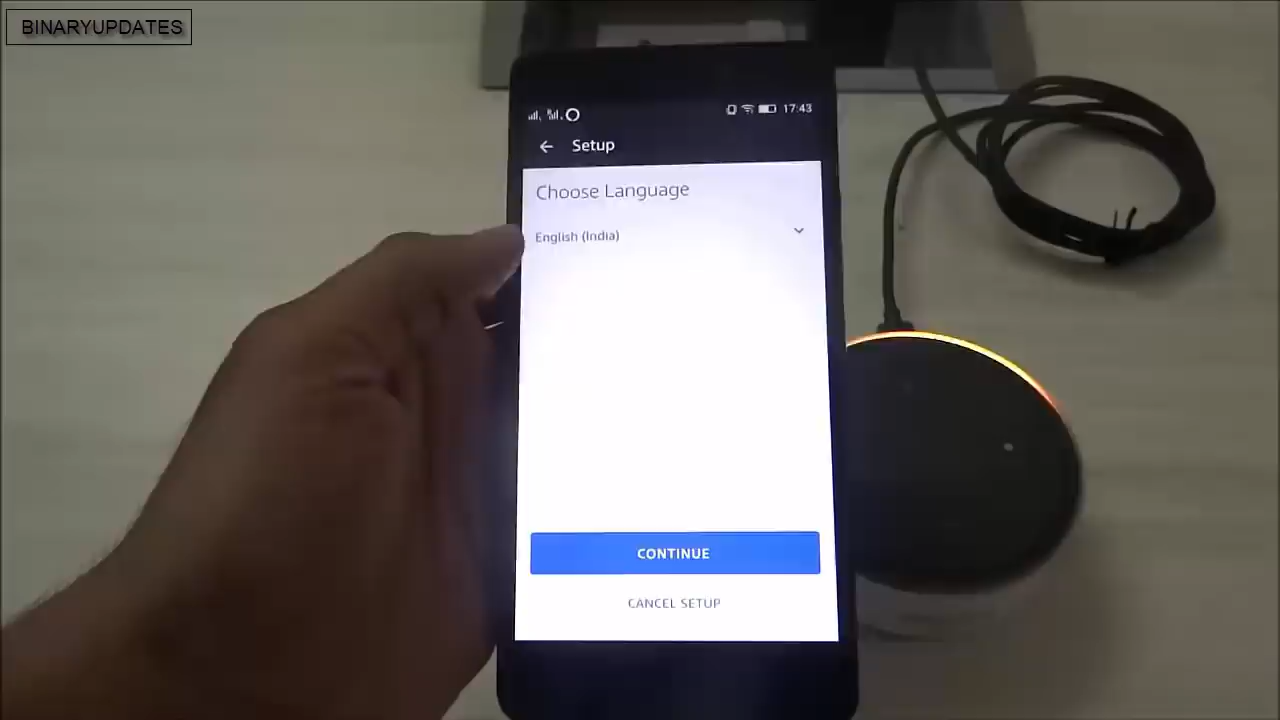 BINARYUPDATES
17:43
Setup
Choose Language
English (India)
CONTINUE
CANCEL SETUP